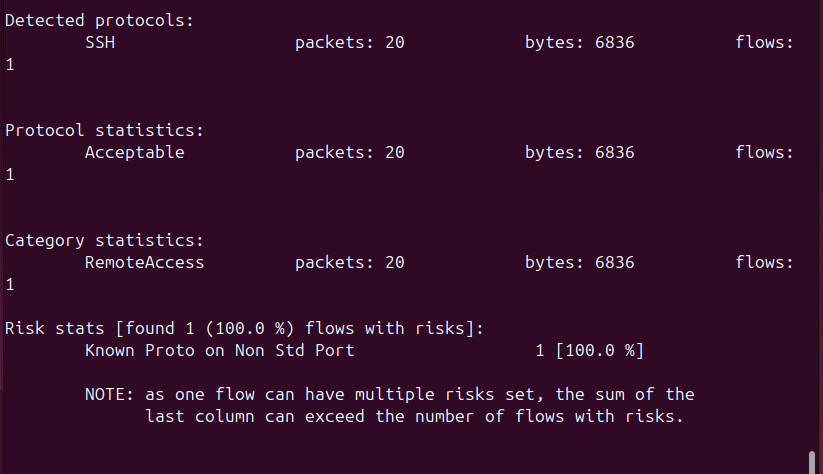 Detected protocols:
SSH packets: 20 bytes: 6836 flows:
1
Protocol statistics:
Acceptable packets: 20 bytes: 6836 flows:
1
Category statistics:
RemoteAccess packets: 20 bytes: 6836 flows:
1
Risk stats [found 1 (100.0 %) flows with risks]:
Known Proto on Non Std Port 1 [100.0 %]
NOTE: as one flow can have multiple risks set, the sum of the
last column can exceed the number of flows with risks.